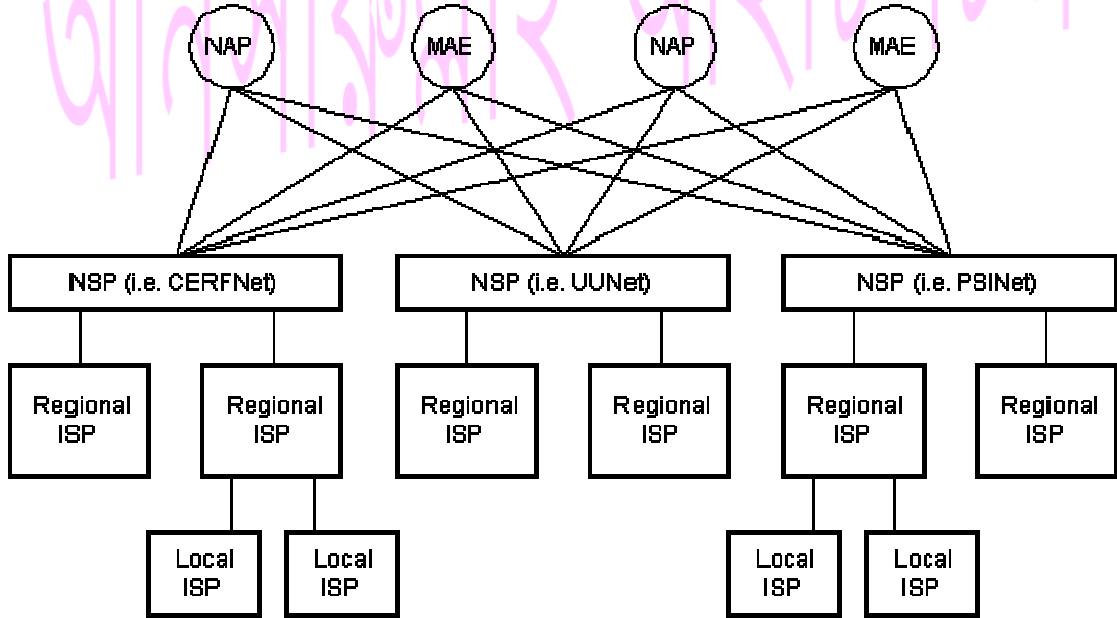 NAP
MAE
NAP
MAE
NSP (i.e. CERFNet)
NSP (i.e. UUNet)
NSP (i.e. PSINet)
Regional
ISP
Regional
ISP
Regional
ISP
Regional
ISP
Regional
ISP
Regional
ISP
Local
ISP
Local
ISP
Local
ISP
Local
ISP